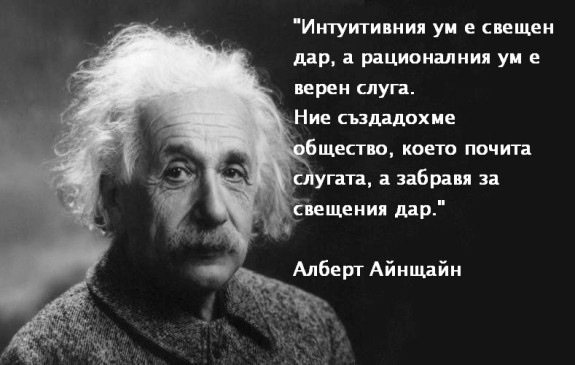 "Интуитивния ум е свещен
дар, а рационалния ум е
верен слуга.
Ние създадохме
общество, което почита
слугата, а забравя за
свещения дар."
Алберт Айнщайн